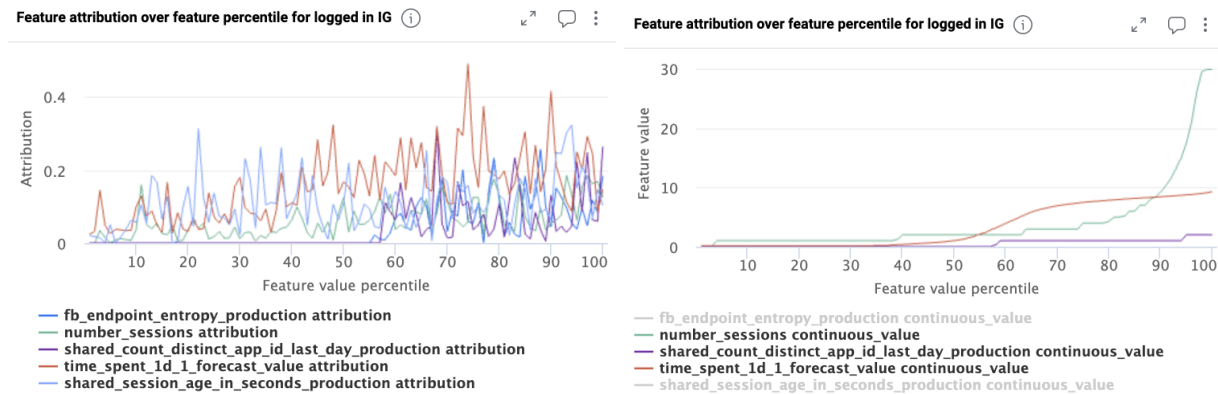 Feature attribution over feature percentile for logged in IG
0.4
0.2
0
Attribution
10 20 30 40 50 60 70 80 90 100
Feature value percentile
fb_endpoint_entropy_production attribution
number_sessions attribution
shared_count_distinct_app_id_last_day_production attribution
time_spent_1d_1_forecast_value attribution
shared_session_age_in_seconds_production attribution
Feature attribution over feature percentile for logged in IG
30
20
10
0
Feature value
10 20 30 40 50 60 70 80 90 100
Feature value percentile
fb_endpoint_entropy_production continuous_value
number_sessions continuous_value
shared_count_distinct_app_id_last_day_production continuous_value
time_spent_1d_1_forecast_value continuous_value
shared_session_age_in_seconds_production continuous_value